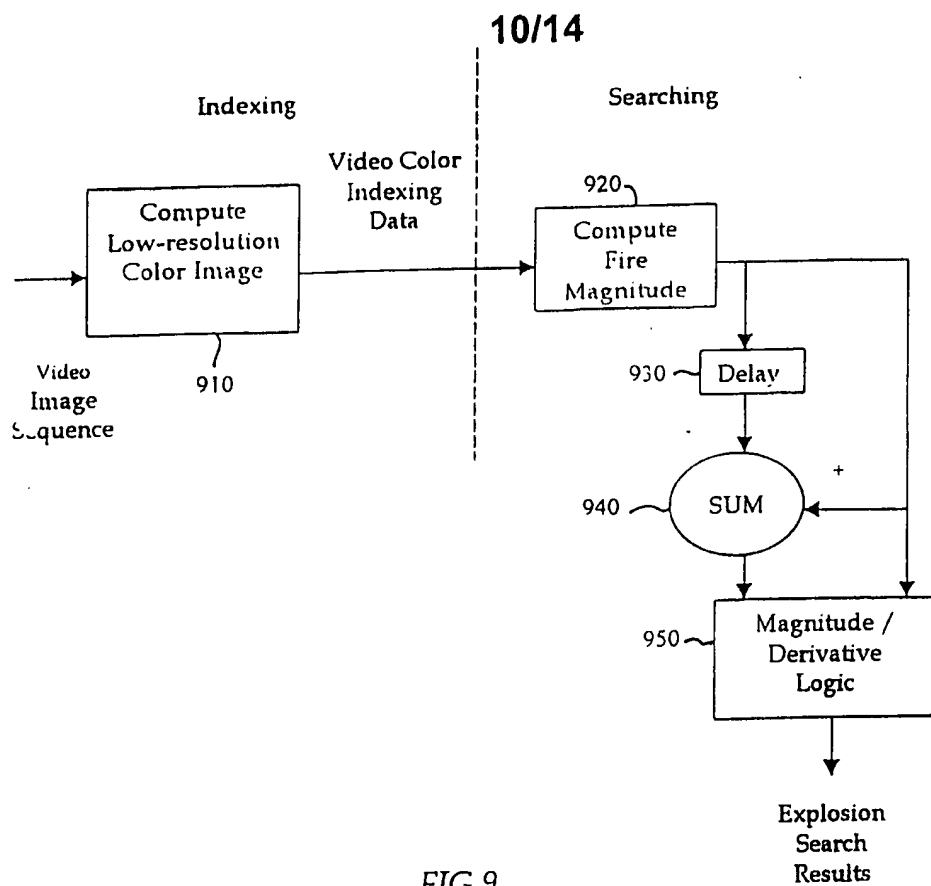 10/14
Indexing
Searching
Video Color
Indexing
Data
Compute
Low-resolution
Color Image
910
Video
Image
Sequence
920
Compute
Fire
Magnitude
930
Delay
+
940
SUM
950
Magnitude /
Derivative
Logic
Explosion
Search
Results
FIG 9